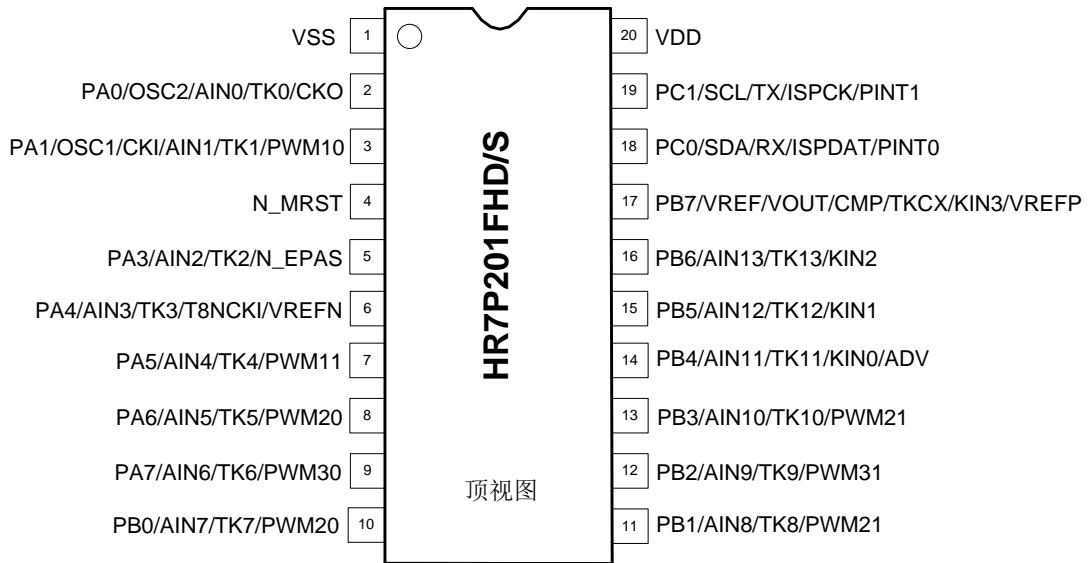 VSS 1
20 VDD
PA0/OSC2/AIN0/TK0/CKO 2
19 PC1/SCL/TX/ISPCK/PINT1
PA1/OSC1/CKI/AIN1/TK1/PWM10 3
18 PC0/SDA/RX/ISPDAT/PINT0
N_MRST 4
17 PB7/VREF/VOUT/CMP/TKCX/KIN3/VREFP
PA3/AIN2/TK2/N_EPAS 5
16 PB6/AIN13/TK13/KIN2
PA4/AIN3/TK3/T8NCKI/VREFN 6
15 PB5/AIN12/TK12/KIN1
PA5/AIN4/TK4/PWM11 7
14 PB4/AIN11/TK11/KIN0/ADV
PA6/AIN5/TK5/PWM20 8
13 PB3/AIN10/TK10/PWM21
PA7/AIN6/TK6/PWM30 9
12 PB2/AIN9/TK9/PWM31
PB0/AIN7/TK7/PWM20 10
11 PB1/AIN8/TK8/PWM21
HR7P201FHD/S
顶视图